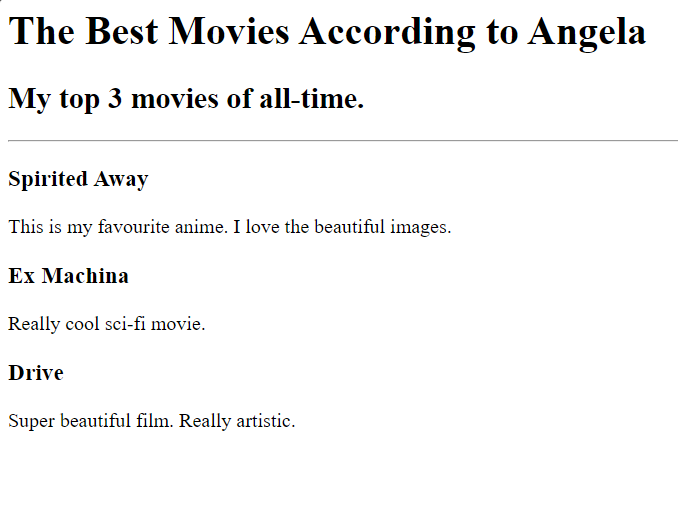 The Best Movies According to Angela
My top 3 movies of all-time.
Spirited Away
This is my favourite anime. I love the beautiful images.
Ex Machina
Really cool sci-fi movie.
Drive
Super beautiful film. Really artistic.